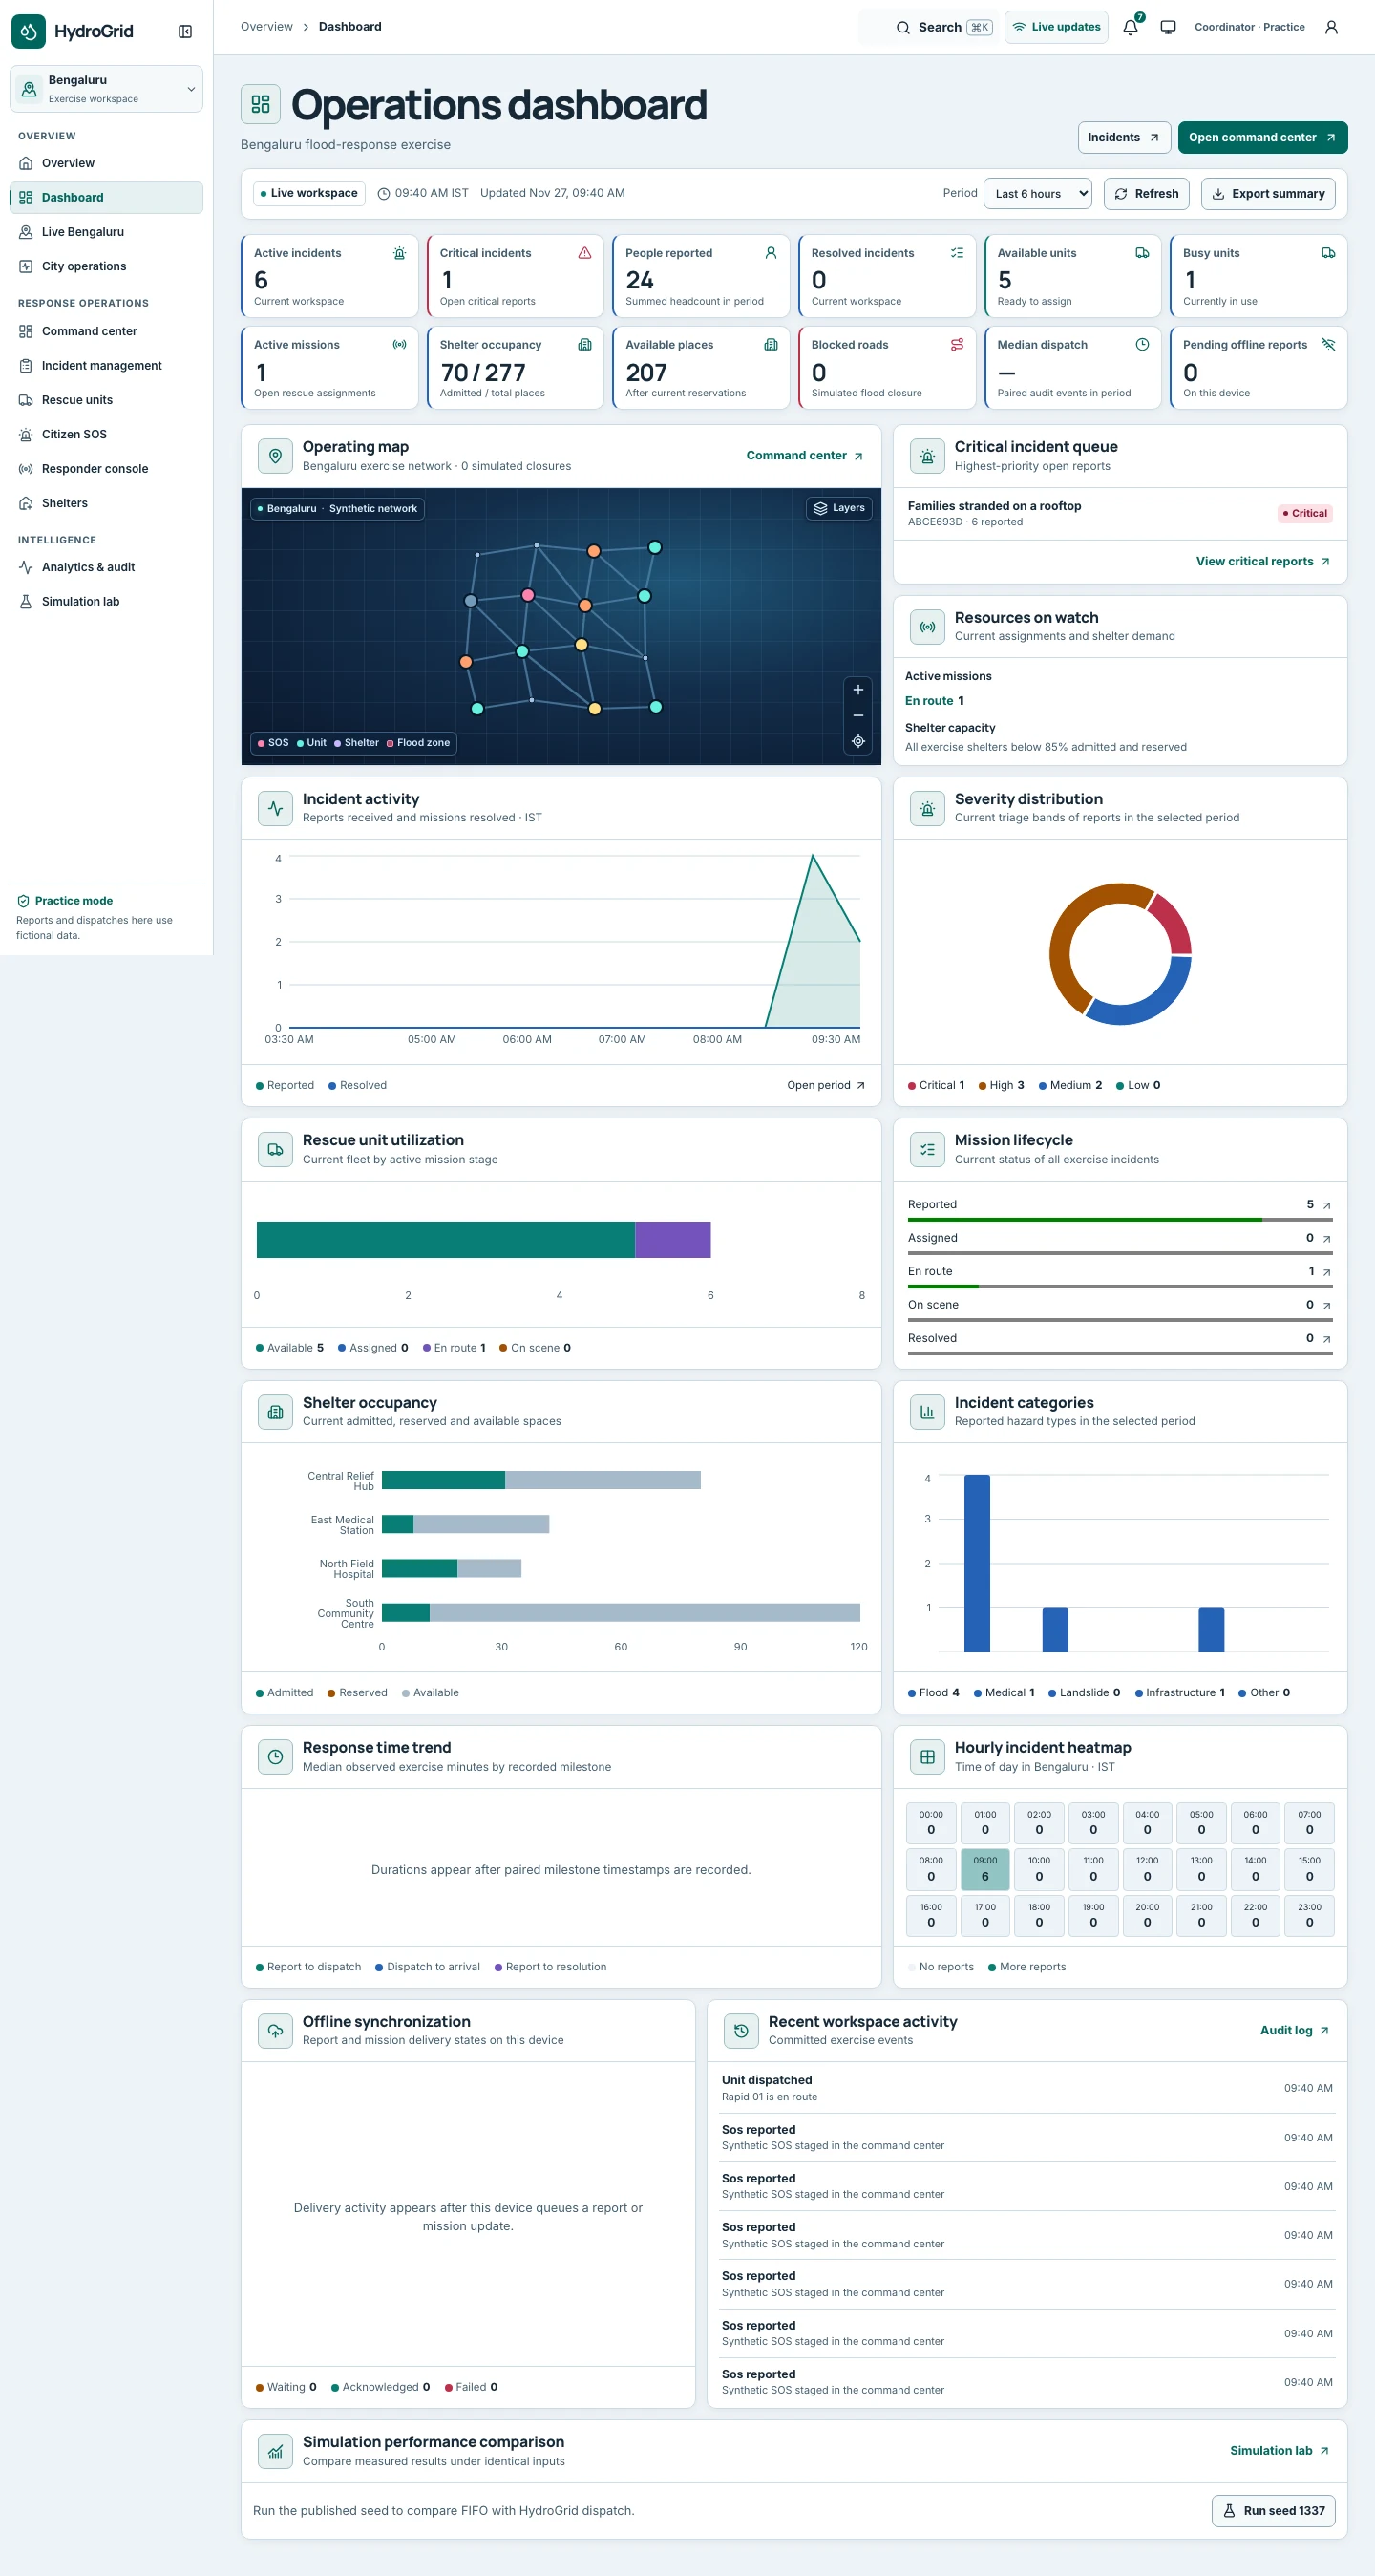 HydroGrid
Bengaluru
Exercise workspace
OVERVIEW
Overview
Dashboard
Live Bengaluru
City operations
RESPONSE OPERATIONS
Command center
Incident management
Rescue units
Citizen SOS
Responder console
Shelters
INTELLIGENCE
Analytics & audit
Simulation lab
Practice mode
Reports and dispatches here use
fictional data.
Overview > Dashboard
Search ⌘K
Live updates
7
Coordinator · Practice
Operations dashboard
Bengaluru flood-response exercise
Incidents
Open command center
Live workspace 09:40 AM IST Updated Nov 27, 09:40 AM
Period Last 6 hours Refresh Export summary
Active incidents
6
Current workspace
Critical incidents
1
Open critical reports
People reported
24
Summed headcount in period
Resolved incidents
0
Current workspace
Available units
5
Ready to assign
Busy units
1
Currently in use
Active missions
1
Open rescue assignments
Shelter occupancy
70 / 277
Admitted / total places
Available places
207
After current reservations
Blocked roads
0
Simulated flood closure
Median dispatch
—
Paired audit events in period
Pending offline reports
0
On this device
Operating map
Bengaluru exercise network · 0 simulated closures
Command center
Bengaluru · Synthetic network
Layers
+
−
SOS Unit Shelter Flood zone
Critical incident queue
Highest-priority open reports
Families stranded on a rooftop
ABCE693D · 6 reported
Critical
View critical reports
Resources on watch
Current assignments and shelter demand
Active missions
En route 1
Shelter capacity
All exercise shelters below 85% admitted and reserved
Incident activity
Reports received and missions resolved · IST
4
3
2
1
0
03:30 AM 05:00 AM 06:00 AM 07:00 AM 08:00 AM 09:30 AM
Reported Resolved
Open period
Severity distribution
Current triage bands of reports in the selected period
Critical 1 High 3 Medium 2 Low 0
Rescue unit utilization
Current fleet by active mission stage
0 2 4 6 8
Available 5 Assigned 0 En route 1 On scene 0
Mission lifecycle
Current status of all exercise incidents
Reported 5
Assigned 0
En route 1
On scene 0
Resolved 0
Shelter occupancy
Current admitted, reserved and available spaces
Central Relief
Hub
East Medical
Station
North Field
Hospital
South
Community
Centre
0 30 60 90 120
Admitted Reserved Available
Incident categories
Reported hazard types in the selected period
4
3
2
1
Flood 4 Medical 1 Landslide 0 Infrastructure 1 Other 0
Response time trend
Median observed exercise minutes by recorded milestone
Durations appear after paired milestone timestamps are recorded.
Report to dispatch Dispatch to arrival Report to resolution
Hourly incident heatmap
Time of day in Bengaluru · IST
00:00 01:00 02:00 03:00 04:00 05:00 06:00 07:00
0 0 0 0 0 0 0 0
08:00 09:00 10:00 11:00 12:00 13:00 14:00 15:00
0 6 0 0 0 0 0 0
16:00 17:00 18:00 19:00 20:00 21:00 22:00 23:00
0 0 0 0 0 0 0 0
No reports More reports
Offline synchronization
Report and mission delivery states on this device
Delivery activity appears after this device queues a report or
mission update.
Waiting 0 Acknowledged 0 Failed 0
Recent workspace activity
Committed exercise events
Audit log
Unit dispatched
Rapid 01 is en route
09:40 AM
Sos reported
Synthetic SOS staged in the command center
09:40 AM
Sos reported
Synthetic SOS staged in the command center
09:40 AM
Sos reported
Synthetic SOS staged in the command center
09:40 AM
Sos reported
Synthetic SOS staged in the command center
09:40 AM
Sos reported
Synthetic SOS staged in the command center
09:40 AM
Sos reported
Synthetic SOS staged in the command center
09:40 AM
Simulation performance comparison
Compare measured results under identical inputs
Simulation lab
Run the published seed to compare FIFO with HydroGrid dispatch.
Run seed 1337